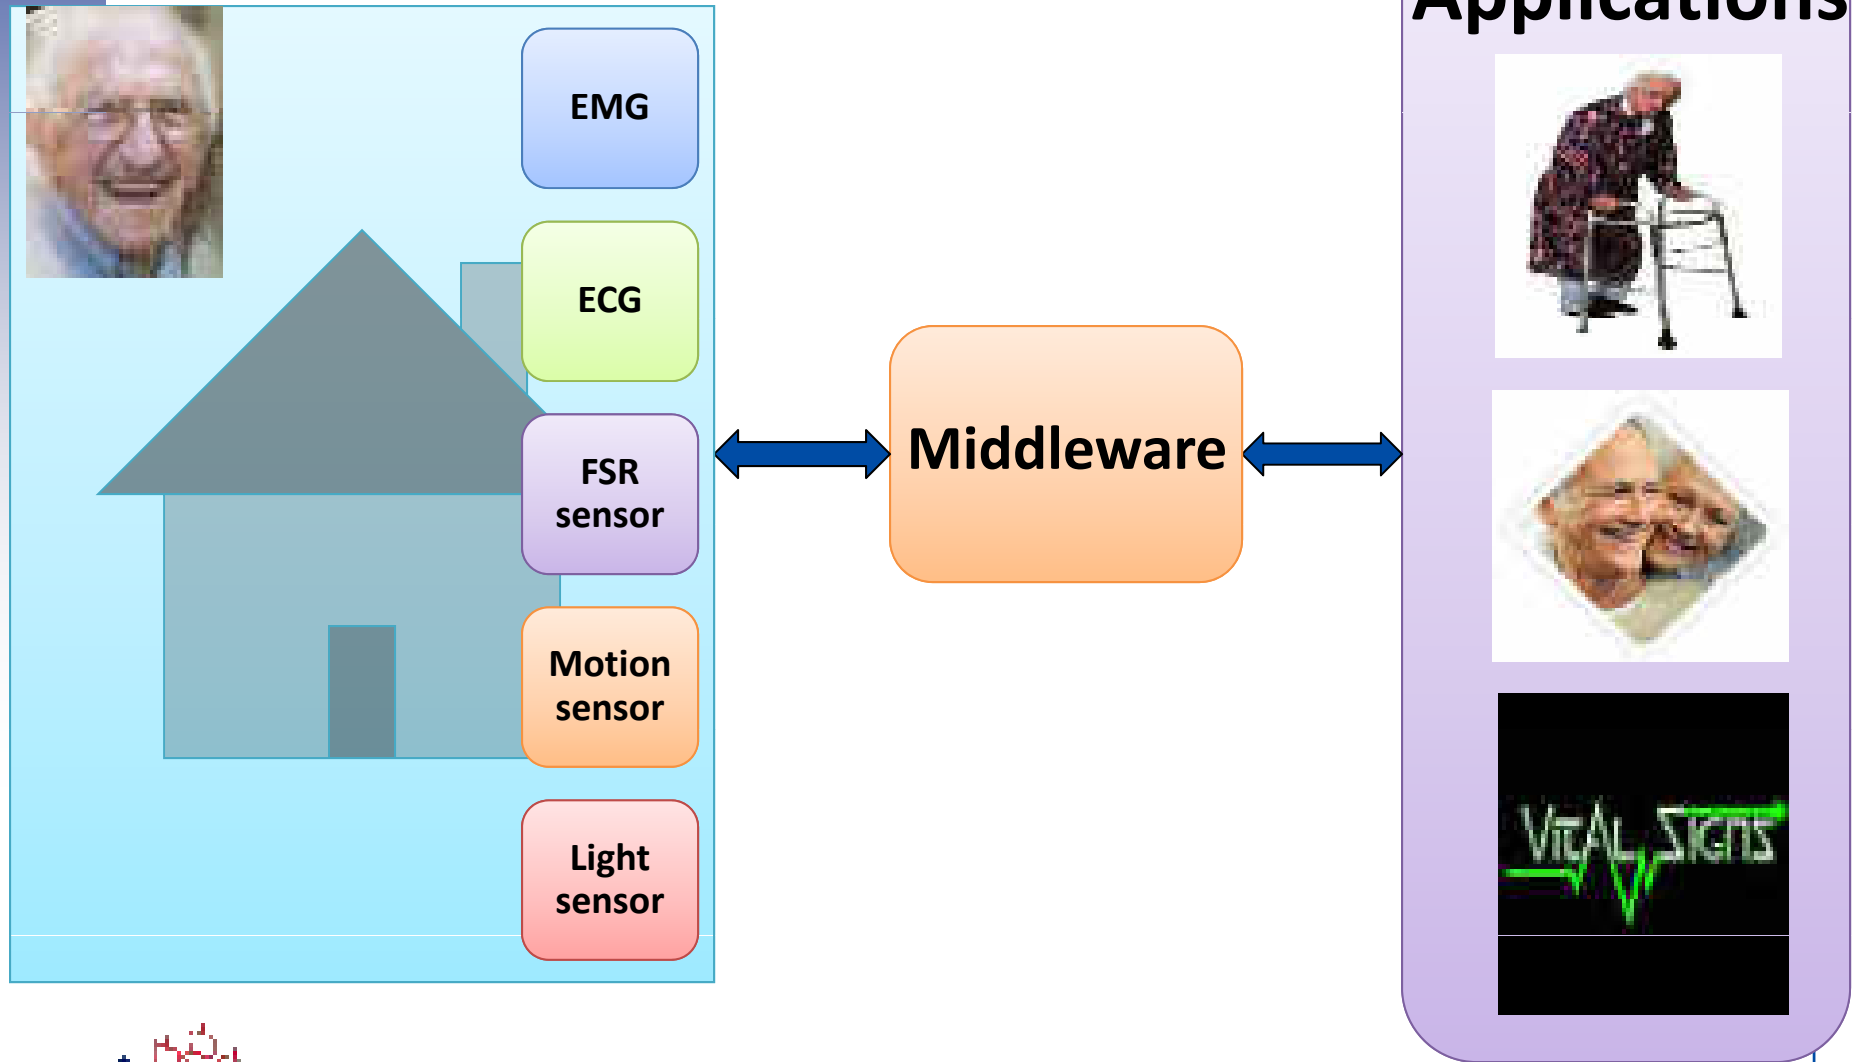 Applications
EMG
ECG
FSR
sensor
Motion
sensor
Light
sensor
Middleware
VitAL SIGnS